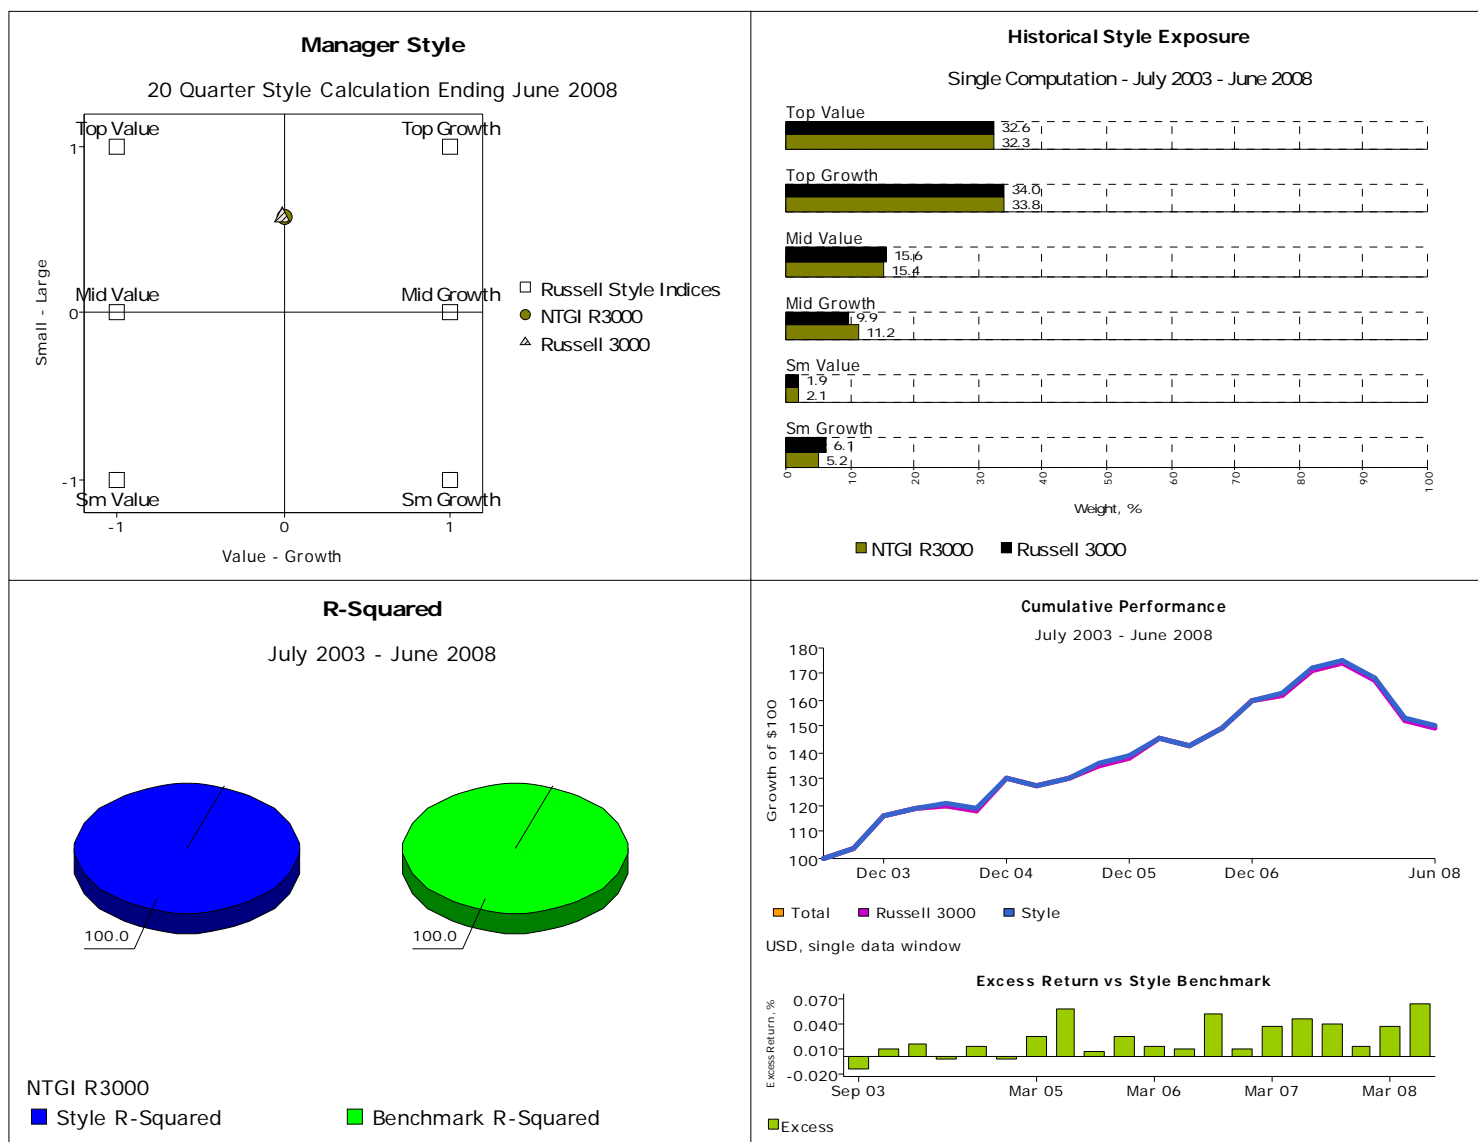 Manager Style
20 Quarter Style Calculation Ending June 2008
Top Value
Top Growth
1
Mid Value
Mid Growth
0
-1
Sm Value
Sm Growth
-1
0
1
Value - Growth
Small - Large
Russell Style Indices
NTGI R3000
Russell 3000
Historical Style Exposure
Single Computation - July 2003 - June 2008
Top Value
32.6
32.3
Top Growth
34.0
33.8
Mid Value
15.6
15.4
Mid Growth
9.9
11.2
Sm Value
1.9
2.1
Sm Growth
6.1
5.2
0 10 20 30 40 50 60 70 80 90 100
Weight, %
NTGI R3000 Russell 3000
R-Squared
July 2003 - June 2008
100.0
100.0
NTGI R3000
Style R-Squared Benchmark R-Squared
Cumulative Performance
July 2003 - June 2008
180
170
160
150
140
130
120
110
100
Growth of $100
Dec 03 Dec 04 Dec 05 Dec 06 Jun 08
Total Russell 3000 Style
USD, single data window
Excess Return vs Style Benchmark
0.070
0.040
0.010
-0.020
Excess Return, %
Sep 03 Mar 05 Mar 06 Mar 07 Mar 08
Excess